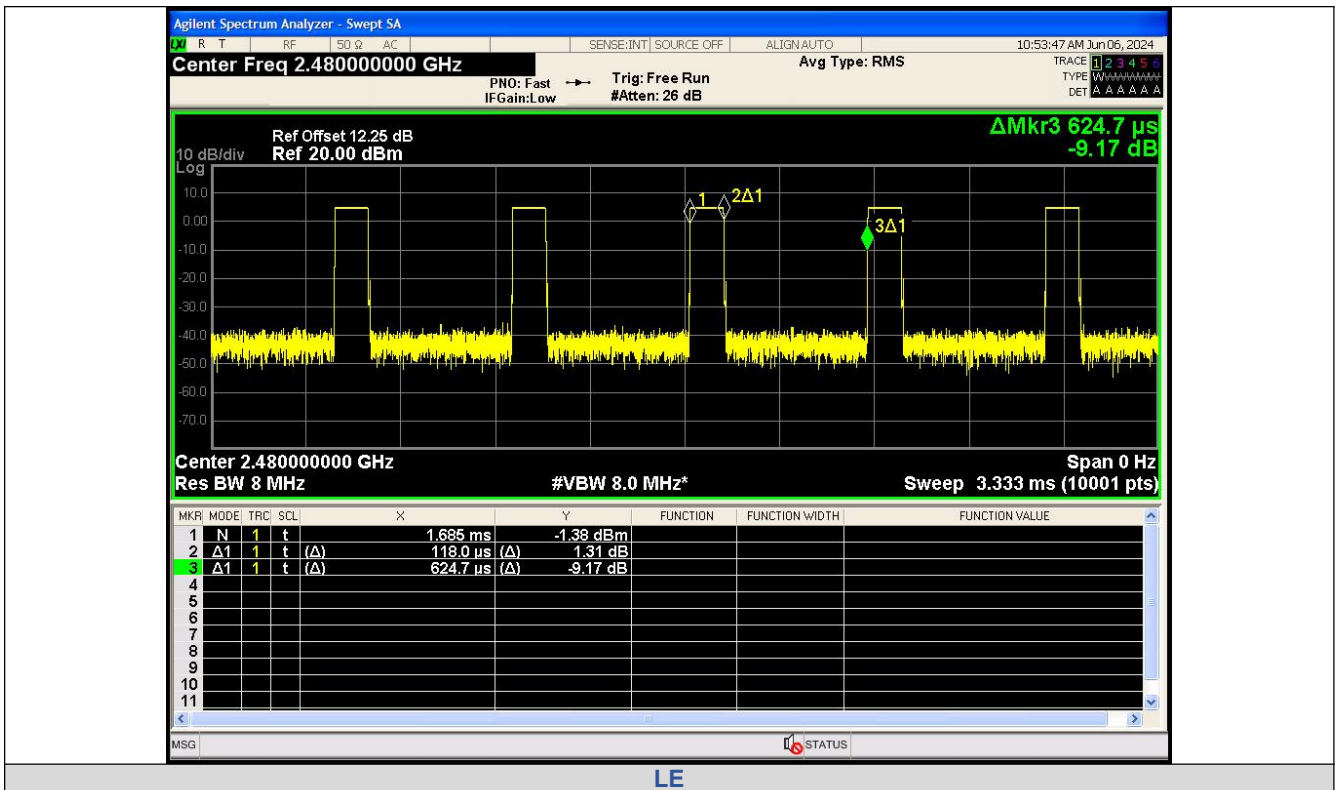 Agilent Spectrum Analyzer - Swept SA
LXI R T RF 50 Ω AC SENSE:INT SOURCE OFF ALIGN AUTO 10:53:47 AM Jun 06, 2024
Center Freq 2.480000000 GHz Avg Type: RMS TRACE 1 2 3 4 5 6
PNO: Fast Trig: Free Run TYPE
IFGain:Low #Atten: 26 dB DET A A A A A A
ΔMkr3 624.7 µs
Ref Offset 12.25 dB
10 dB/div Ref 20.00 dBm -9.17 dB
Log
10.0
1 2Δ1
0.00
3Δ1
-10.0
-20.0
-30.0
-40.0
-50.0
-60.0
-70.0
Center 2.480000000 GHz Span 0 Hz
Res BW 8 MHz #VBW 8.0 MHz* Sweep 3.333 ms (10001 pts)
MKR MODE TRC SCL X Y FUNCTION FUNCTION WIDTH FUNCTION VALUE
1 N 1 t 1.685 ms -1.38 dBm
2 Δ1 1 t (Δ) 118.0 µs (Δ) 1.31 dB
3 Δ1 1 t (Δ) 624.7 µs (Δ) -9.17 dB
4
5
6
7
8
9
10
11
MSG STATUS
LE